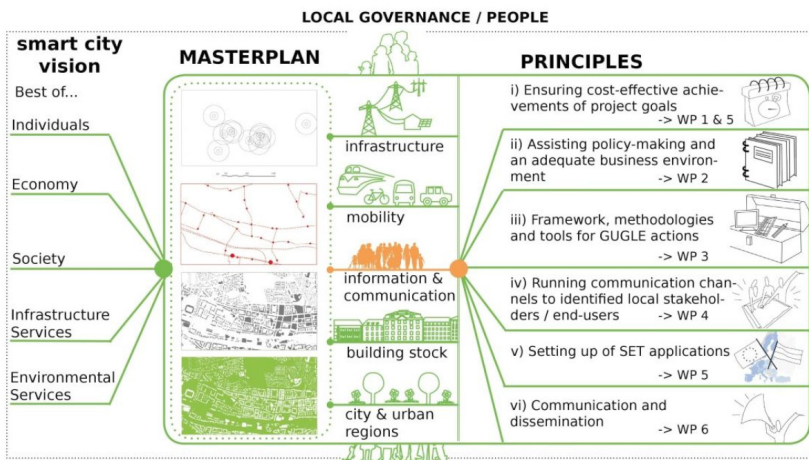 LOCAL GOVERNANCE / PEOPLE
smart city
vision
Best of...
Individuals
Economy
Society
Infrastructure
Services
Environmental
Services
MASTERPLAN
infrastructure
mobility
information &
communication
building stock
city & urban
regions
PRINCIPLES
i) Ensuring cost-effective achie-
vements of project goals
-> WP 1 & 5
ii) Assisting policy-making and
an adequate business environ-
ment
-> WP 2
iii) Framework, methodologies
and tools for GUGLE actions
-> WP 3
iv) Running communication chan-
nels to identified local stakehol-
ders / end-users
-> WP 4
v) Setting up of SET applications
-> WP 5
vi) Communication and
dissemination
-> WP 6